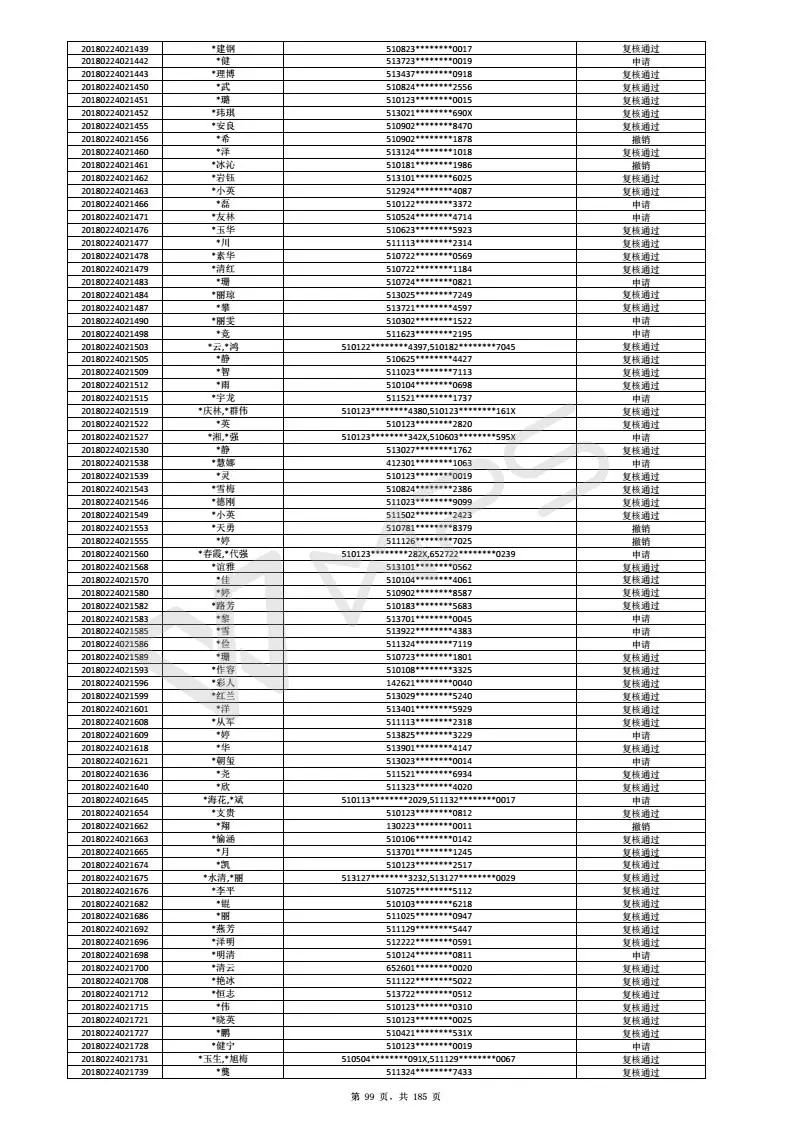 20180224021439 *建钢 510823********0017 复核通过
20180224021442 *健 513723********0019 申请
20180224021443 *理博 513437********0918 复核通过
20180224021450 *武 510824********2556 复核通过
20180224021451 *璐 510123********0015 复核通过
20180224021452 *玮琪 513021********690X 复核通过
20180224021455 *安良 510902********8470 复核通过
20180224021456 *希 510902********1878 撤销
20180224021460 *泽 513124********1018 复核通过
20180224021461 *冰沁 510181********1986 撤销
20180224021462 *岩钰 513101********6025 复核通过
20180224021463 *小英 512924********4087 复核通过
20180224021466 *磊 510122********3372 申请
20180224021471 *友林 510524********4714 申请
20180224021476 *玉华 510623********5923 复核通过
20180224021477 *川 511113********2314 复核通过
20180224021478 *素华 510722********0569 复核通过
20180224021479 *清红 510722********1184 复核通过
20180224021483 *珊 510724********0821 申请
20180224021484 *丽琼 513025********7249 复核通过
20180224021487 *攀 513721********4597 复核通过
20180224021490 *丽雯 510302********1522 申请
20180224021498 *竞 511623********2195 申请
20180224021503 *云,*鸿 510122********4397,510182********7045 复核通过
20180224021505 *静 510625********4427 复核通过
20180224021509 *智 511023********7113 复核通过
20180224021512 *雨 510104********0698 复核通过
20180224021515 *宇龙 511521********1737 申请
20180224021519 *庆林,*群伟 510123********4380,510123********161X 复核通过
20180224021522 *英 510123********2820 复核通过
20180224021527 *湘,*强 510123********342X,510603********595X 申请
20180224021530 *静 513027********1762 复核通过
20180224021538 *慧娜 412301********1063 申请
20180224021539 *灵 510123********0019 复核通过
20180224021543 *雪梅 510824********2386 复核通过
20180224021546 *德刚 511023********9099 复核通过
20180224021549 *小英 511502********2423 复核通过
20180224021553 *天勇 510781********8379 撤销
20180224021555 *婷 511126********7025 撤销
20180224021560 *春霞,*代强 510123********282X,652722********0239 申请
20180224021568 *谊雅 513101********0562 复核通过
20180224021570 *佳 510104********4061 复核通过
20180224021580 *婷 510902********8587 复核通过
20180224021582 *路芳 510183********5683 复核通过
20180224021583 *黎 513701********0045 申请
20180224021585 *雪 513922********4383 申请
20180224021586 *俭 511324********7119 申请
20180224021589 *珊 510723********1801 复核通过
20180224021593 *作容 510108********3325 复核通过
20180224021596 *彩人 142621********0040 复核通过
20180224021599 *红兰 513029********5240 复核通过
20180224021601 *洋 513401********5929 复核通过
20180224021608 *从军 511113********2318 复核通过
20180224021609 *婷 513825********3229 申请
20180224021618 *华 513901********4147 复核通过
20180224021621 *朝玺 513023********0014 申请
20180224021636 *尧 511521********6934 复核通过
20180224021640 *欣 511323********4020 复核通过
20180224021645 *海花,*斌 510113********2029,511132********0017 申请
20180224021654 *支贵 510123********0812 复核通过
20180224021662 *翔 130223********0011 撤销
20180224021663 *愉涵 510106********0142 复核通过
20180224021665 *月 513701********1245 复核通过
20180224021674 *凯 510123********2517 复核通过
20180224021675 *水清,*丽 513127********3232,513127********0029 复核通过
20180224021676 *李平 510725********5112 复核通过
20180224021682 *锟 510103********6218 复核通过
20180224021686 *丽 511025********0947 复核通过
20180224021692 *燕芳 511129********5447 复核通过
20180224021696 *泽明 512222********0591 复核通过
20180224021698 *明清 510124********0811 申请
20180224021700 *清云 652601********0020 复核通过
20180224021708 *艳冰 511122********5022 复核通过
20180224021712 *恒志 513722********0512 复核通过
20180224021715 *伟 510123********0310 复核通过
20180224021721 *晓英 510123********0025 复核通过
20180224021727 *鹏 510421********531X 复核通过
20180224021728 *健宁 510123********0019 申请
20180224021731 *玉生,*旭梅 510504********091X,511129********0067 复核通过
20180224021739 *龑 511324********7433 复核通过
第 99 页，共 185 页